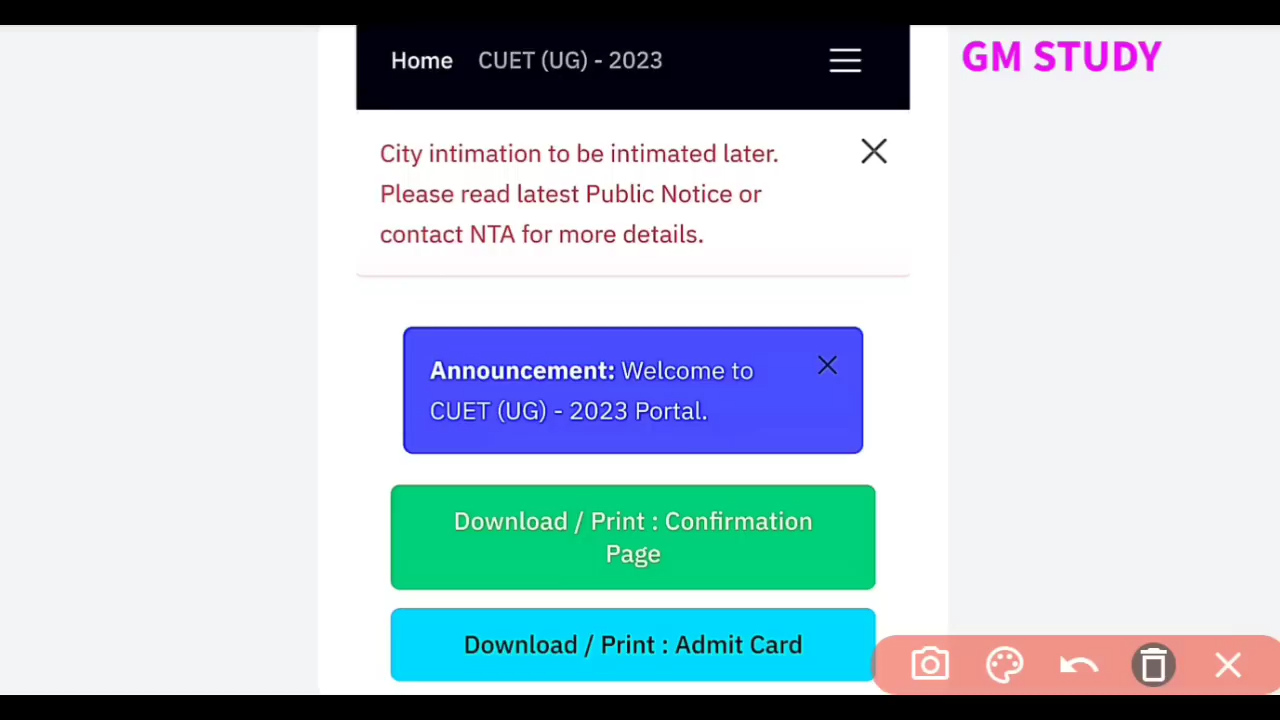 Home CUET (UG) - 2023
GM STUDY
City intimation to be intimated later.
Please read latest Public Notice or
contact NTA for more details.
Announcement: Welcome to
CUET (UG) - 2023 Portal.
Download / Print : Confirmation
Page
Download / Print : Admit Card